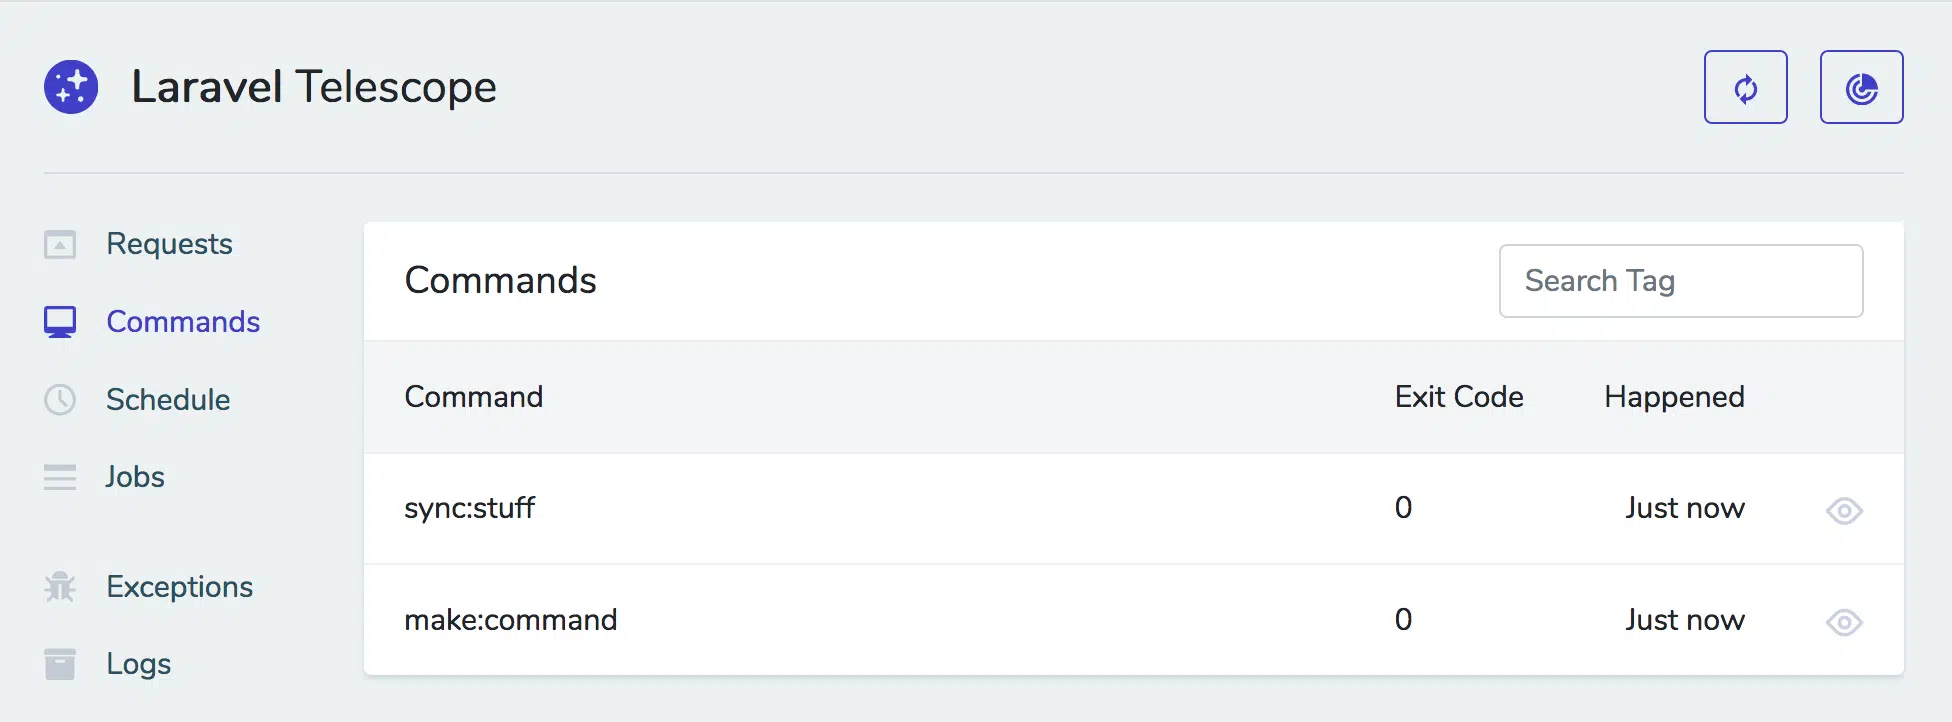 Laravel Telescope
Requests
Commands
Schedule
Jobs
Exceptions
Logs
Commands
Search Tag
Command Exit Code Happened
sync:stuff 0 Just now
make:command 0 Just now